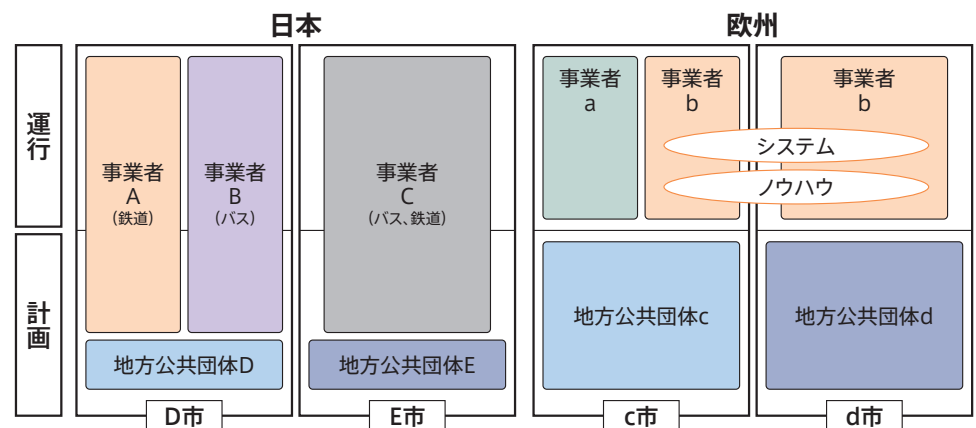 日本
欧州
運行
事業者
A
(鉄道)
事業者
B
(バス)
事業者
C
(バス、鉄道)
事業者
a
事業者
b
事業者
b
システム
ノウハウ
計画
地方公共団体D
地方公共団体E
地方公共団体c
地方公共団体d
D市
E市
c市
d市